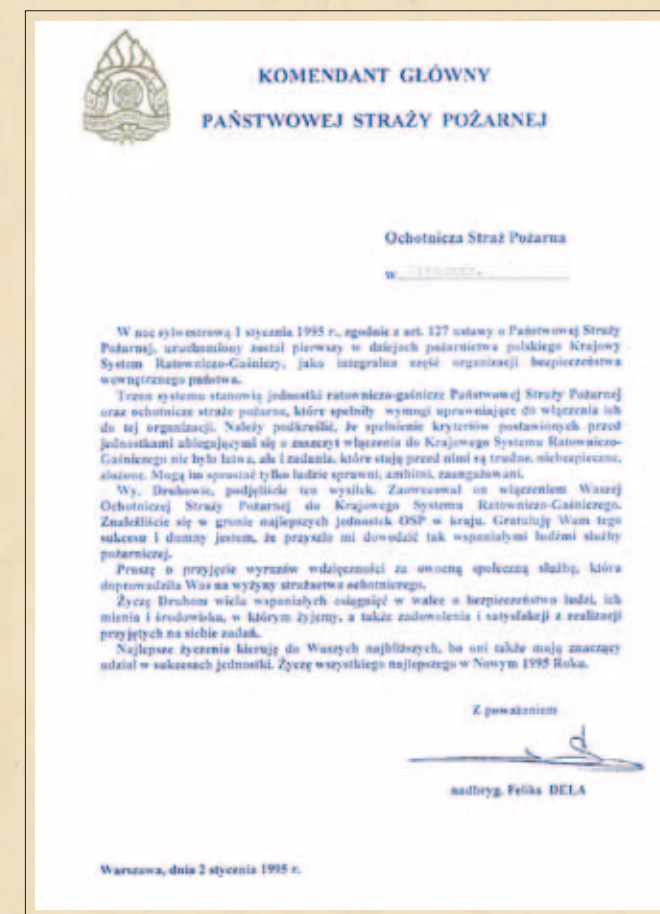 KOMENDANT GŁÓWNY
PAŃSTWOWEJ STRAŻY POŻARNEJ
Ochotnicza Straż Pożarna
w
W noc sylwestrową 1 stycznia 1995 r., zgodnie z art. 127 ustawy o Państwowej Straży
Pożarnej, uruchomiony został pierwszy w dziejach pożarnictwa polskiego Krajowy
System Ratowniczo-Gaśniczy, jako integralna część organizacji bezpieczeństwa
wewnętrznego państwa.
Trzon systemu stanowią jednostki ratowniczo-gaśnicze Państwowej Straży Pożarnej
oraz ochotnicze straże pożarne, które spełniły wymogi uprawniające do włączenia ich
do tej organizacji. Należy podkreślić, że spełnienie kryteriów postawionych przed
jednostkami ubiegającymi się o zaszczyt włączenia do Krajowego Systemu Ratowniczo-
Gaśniczego nie było łatwe, ale i zadania, które stają przed nimi są trudne, niebezpieczne,
złożone. Mogą im sprostać tylko ludzie sprawni, ambitni, zaangażowani.
Wy, Druhowie, podjęliście ten wysiłek. Zaowocował on włączeniem Waszej
Ochotniczej Straży Pożarnej do Krajowego Systemu Ratowniczo-Gaśniczego.
Znaleźliście się w gronie najlepszych jednostek OSP w kraju. Gratuluję Wam tego
sukcesu i dumny jestem, że przyszło mi dowodzić tak wspaniałymi ludźmi służby
pożarniczej.
Proszę o przyjęcie wyrazów wdzięczności za owocną społeczną służbę, która
doprowadziła Was na wyżyny strażactwa ochotniczego.
Życzę Druhom wielu wspaniałych osiągnięć w walce o bezpieczeństwo ludzi, ich
mienia i środowiska, w którym żyjemy, a także zadowolenia i satysfakcji z realizacji
przyjętych na siebie zadań.
Najlepsze życzenia kieruję do Waszych najbliższych, bo oni także mają znaczący
udział w sukcesach jednostki. Życzę wszystkiego najlepszego w Nowym 1995 Roku.
Z poważaniem
nadbryg. Feliks DELA
Warszawa, dnia 2 stycznia 1995 r.